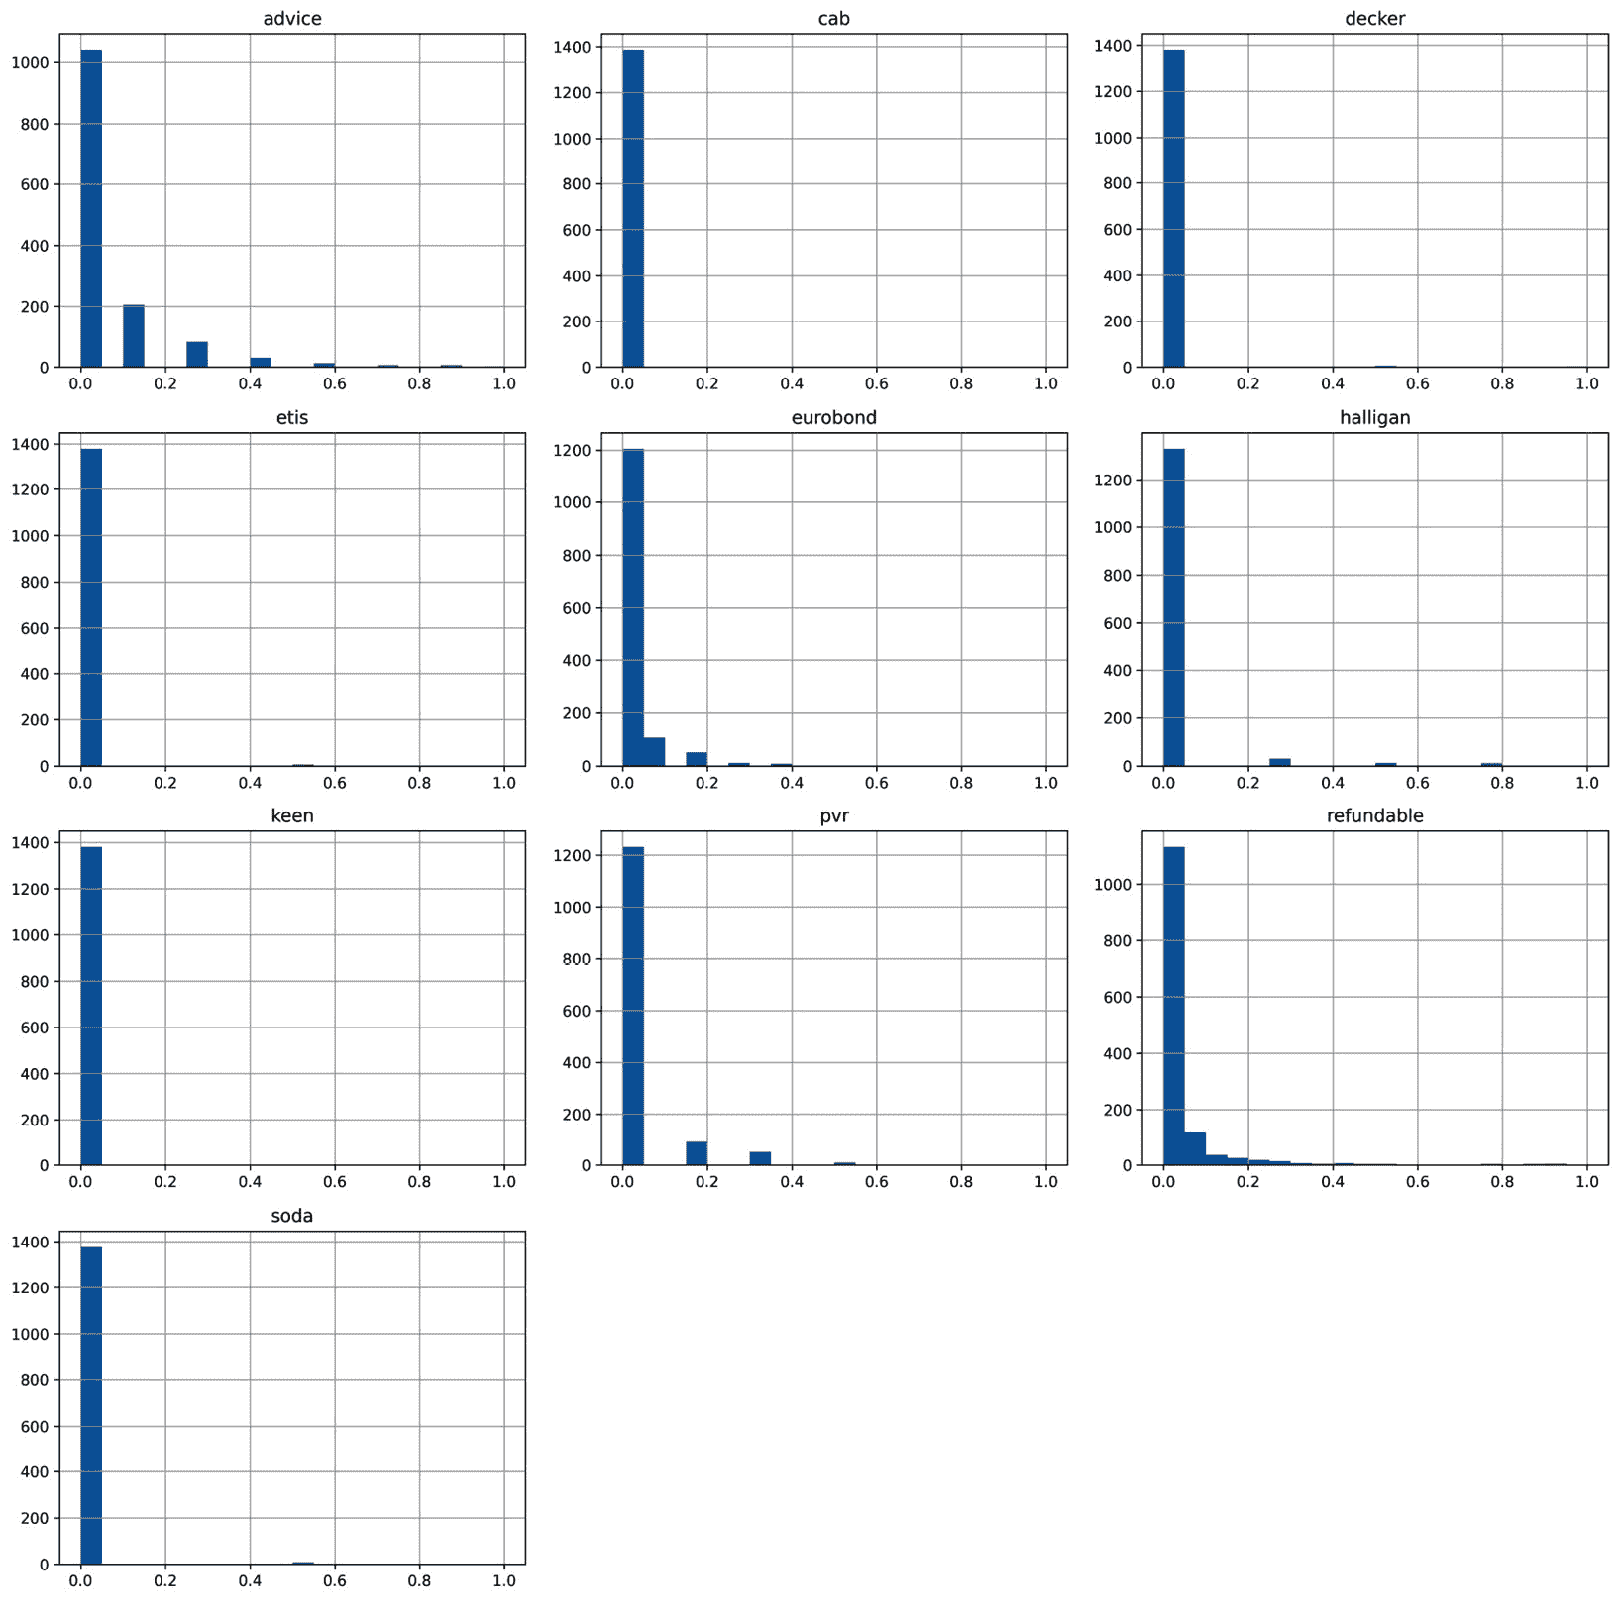 advice cab decker
1000 1400 1400
1200 1200
800 1000 1000
600 800 800
400 600 600
400 400
200 200 200
0 0 0
0.0 0.2 0.4 0.6 0.8 1.0 0.0 0.2 0.4 0.6 0.8 1.0 0.0 0.2 0.4 0.6 0.8 1.0
etis eurobond halligan
1400 1200
1200 1000 1200
1000 1000
800 800 800
600 600 600
400 400 400
200 200 200
0 0 0
0.0 0.2 0.4 0.6 0.8 1.0 0.0 0.2 0.4 0.6 0.8 1.0 0.0 0.2 0.4 0.6 0.8 1.0
keen pvr refundable
1400 1200
1200 1000 1000
1000 800 800
800 600 600
600
400 400 400
200 200 200
0 0 0
0.0 0.2 0.4 0.6 0.8 1.0 0.0 0.2 0.4 0.6 0.8 1.0 0.0 0.2 0.4 0.6 0.8 1.0
soda
1400
1200
1000
800
600
400
200
0
0.0 0.2 0.4 0.6 0.8 1.0